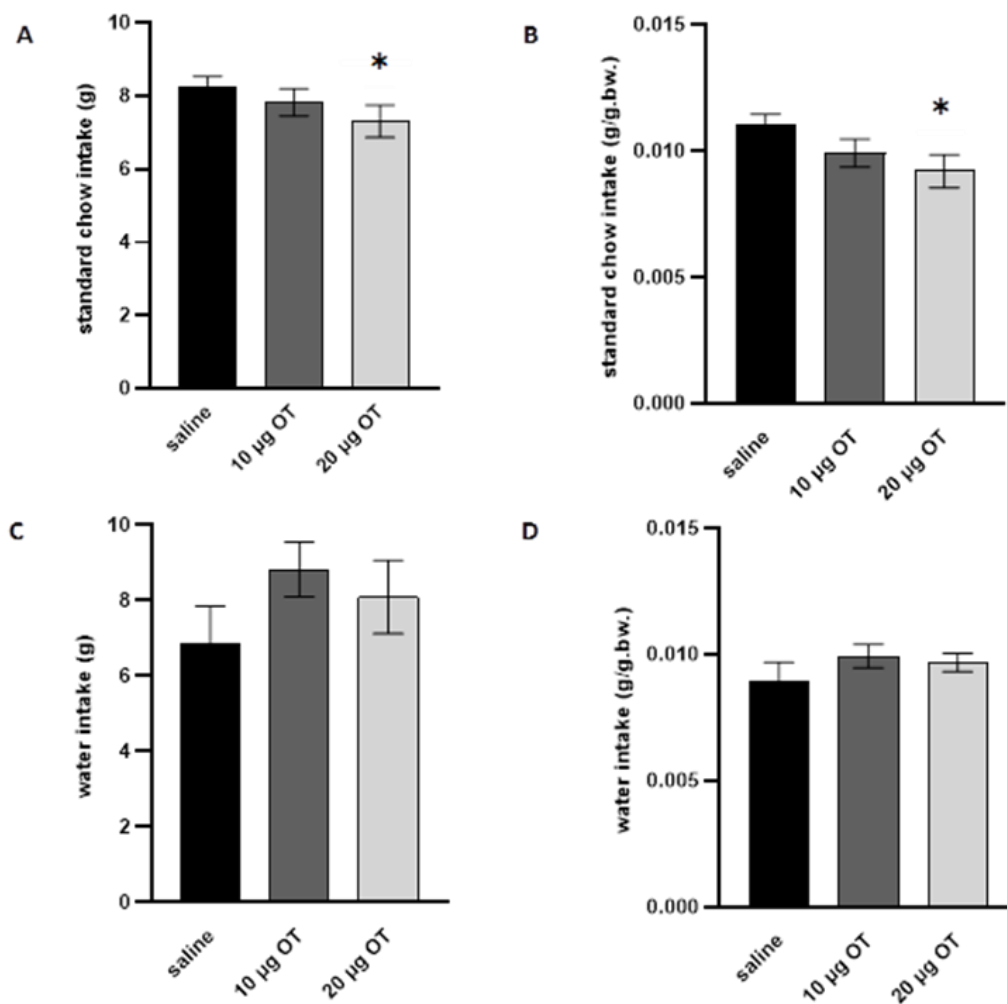 A
standard chow intake (g)
10
8
6
4
2
0
*
saline
10 µg OT
20 µg OT
B
standard chow intake (g/g.bw.)
0.015
0.010
0.005
0.000
*
saline
10 µg OT
20 µg OT
C
water intake (g)
10
8
6
4
2
0
saline
10 µg OT
20 µg OT
D
water intake (g/g.bw.)
0.015
0.010
0.005
0.000
saline
10 µg OT
20 µg OT